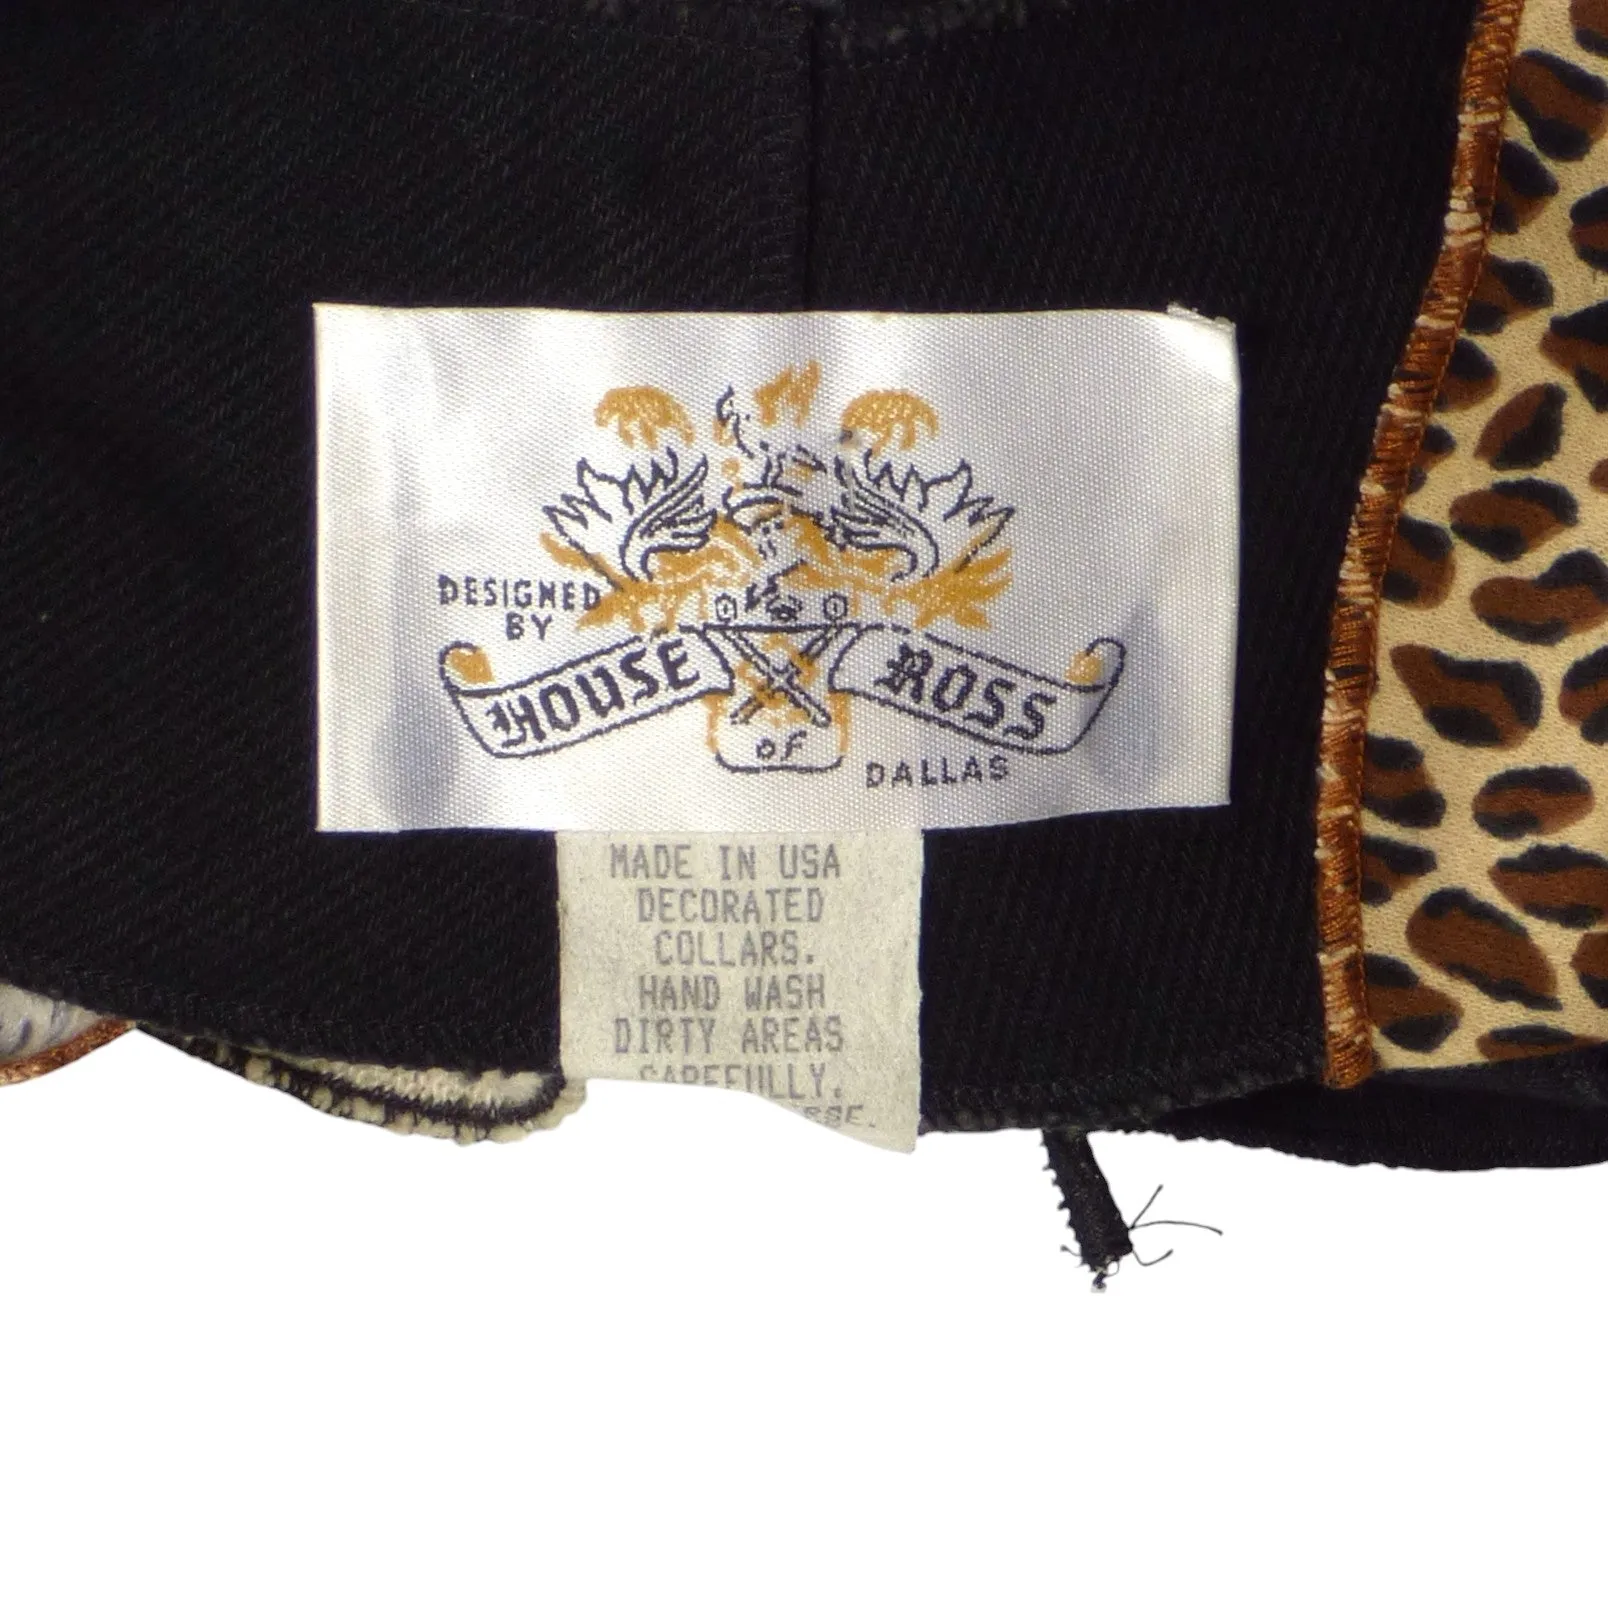 DESIGNED
BY
HOUSE
OF
ROSS
DALLAS
MADE IN USA
DECORATED
COLLARS.
HAND WASH
DIRTY AREAS
CAREFULLY.